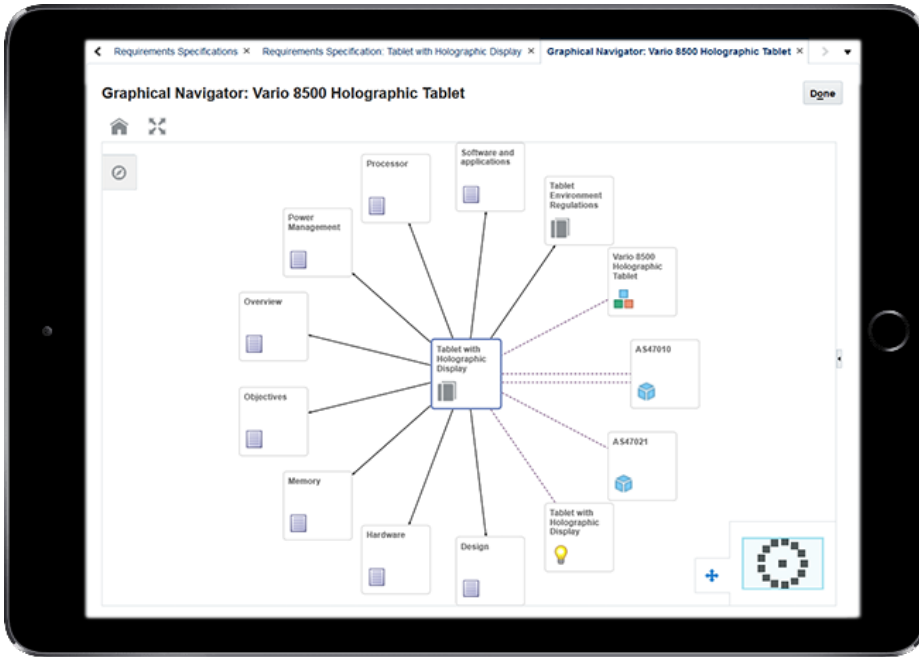 Requirements Specifications × Requirements Specification: Tablet with Holographic Display × Graphical Navigator: Vario 8500 Holographic Tablet ×
Graphical Navigator: Vario 8500 Holographic Tablet
Done
Software and
applications
Processor
Tablet
Environment
Regulations
Power
Management
Vario 8500
Holographic
Tablet
Overview
Tablet with
Holographic
Display
AS47010
Objectives
AS47021
Memory
Tablet with
Holographic
Display
Hardware
Design